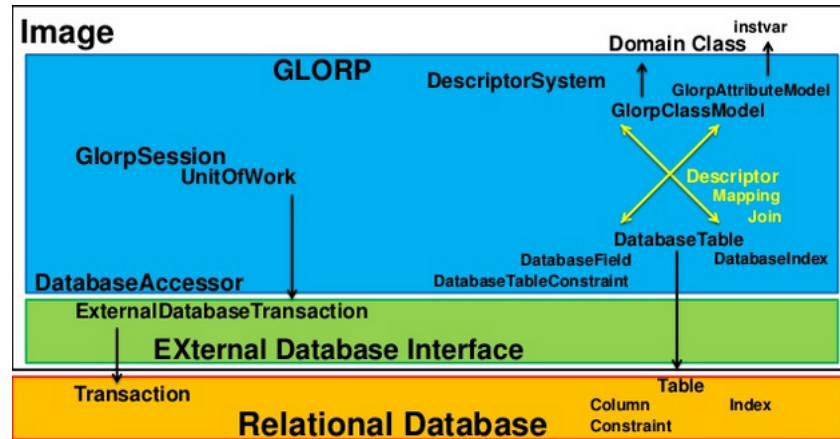 Image
instvar
Domain Class
GLORP
DescriptorSystem
GlorpAttributeModel
GlorpClassModel
GlorpSession
UnitOfWork
Descriptor
Mapping
Join
DatabaseTable
DatabaseField
DatabaseIndex
DatabaseAccessor
DatabaseTableConstraint
ExternalDatabaseTransaction
EXternal Database Interface
Transaction
Table
Column
Index
Relational Database
Constraint